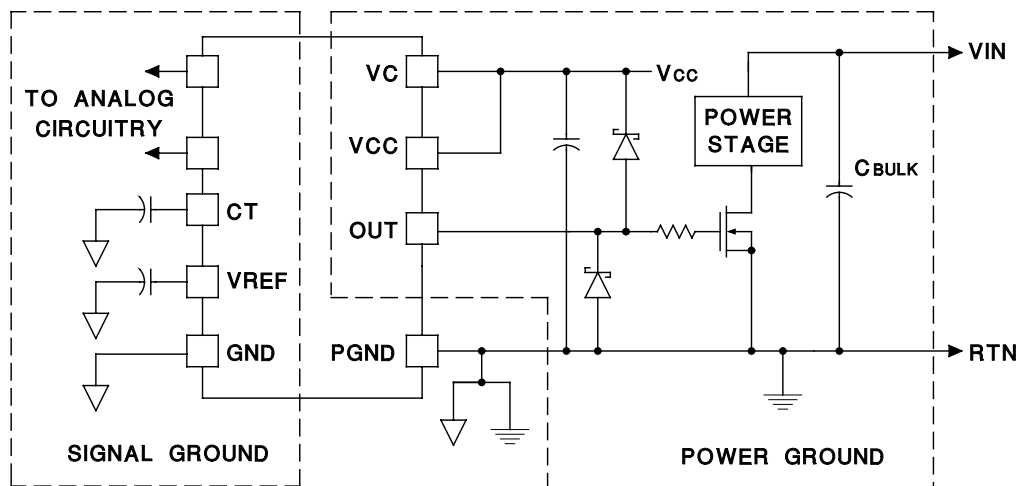 TO ANALOG
CIRCUITRY
CT
VREF
GND
SIGNAL GROUND
VC
VCC
OUT
PGND
VCC
POWER
STAGE
CBULK
VIN
RTN
POWER GROUND